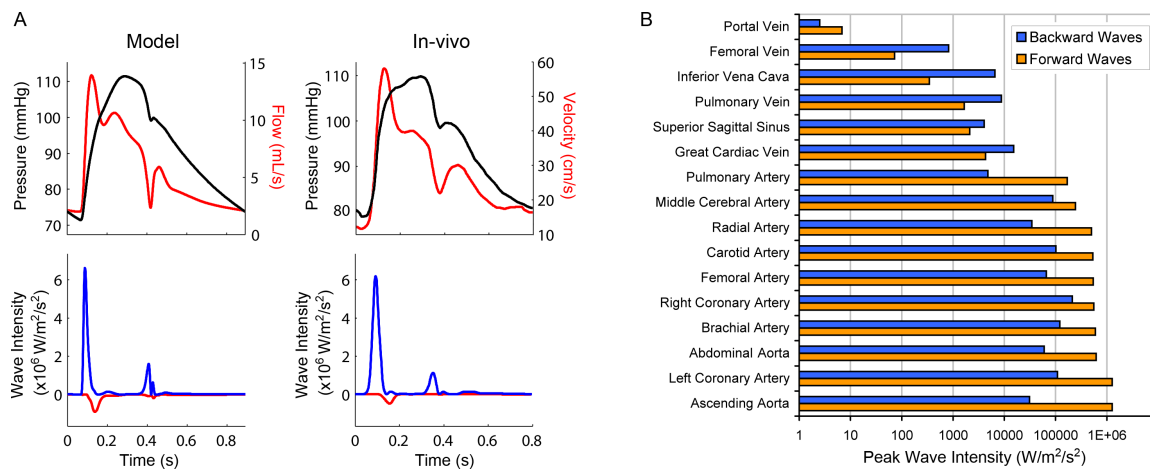 A
Model
In-vivo
Pressure (mmHg)
110
100
90
80
70
15
10
5
0
Flow (mL/s)
Pressure (mmHg)
110
100
90
80
60
50
40
30
20
10
Velocity (cm/s)
Wave Intensity
(x10⁶ W/m²/s²)
6
4
2
0
0
0.2
0.4
0.6
0.8
Time (s)
Wave Intensity
(x10⁶ W/m²/s²)
6
4
2
0
0
0.2
0.4
0.6
0.8
Time (s)
B
Backward Waves
Forward Waves
Portal Vein
Femoral Vein
Inferior Vena Cava
Pulmonary Vein
Superior Sagittal Sinus
Great Cardiac Vein
Pulmonary Artery
Middle Cerebral Artery
Radial Artery
Carotid Artery
Femoral Artery
Right Coronary Artery
Brachial Artery
Abdominal Aorta
Left Coronary Artery
Ascending Aorta
1
10
100
1000
10000
100000
1E+06
Peak Wave Intensity (W/m²/s²)